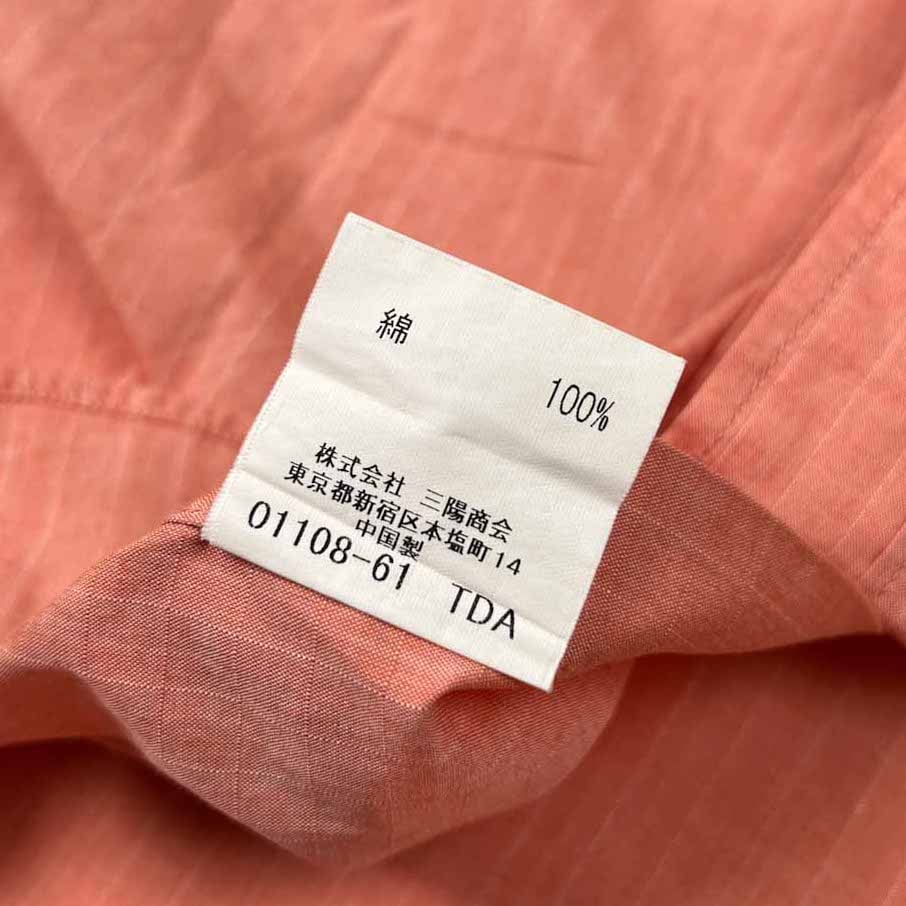 綿
100%
株式会社 三陽商会
東京都新宿区本塩町14
中国製
01108-61 TDA